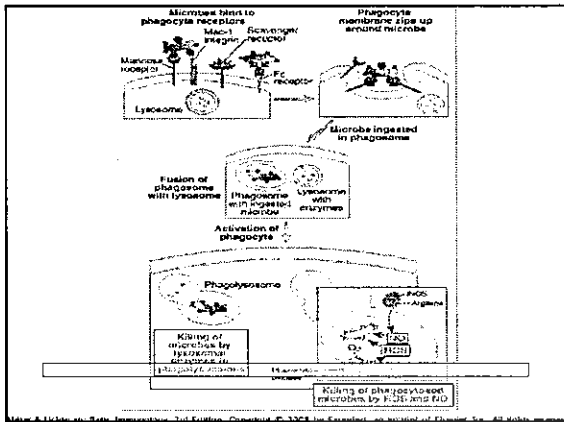 Microbes bind to
phagocyte receptors
Mac-1
integrin
Scavenger
receptor
Mannose
receptor
Fc
receptor
Lysosome
Phagocyte
membrane zips up
around microbe
Microbe ingested
in phagosome
Fusion of
phagosome
with lysosome
Phagosome
with ingested
microbe
Lysosome
with
enzymes
Activation of
phagocyte
Phagolysosome
iNOS
Arginine
NO
ROS
O2
Killing of
microbes by
lysosomal
enzymes in
phagolysosomes
Killing of phagocytosed
microbes by ROS and NO